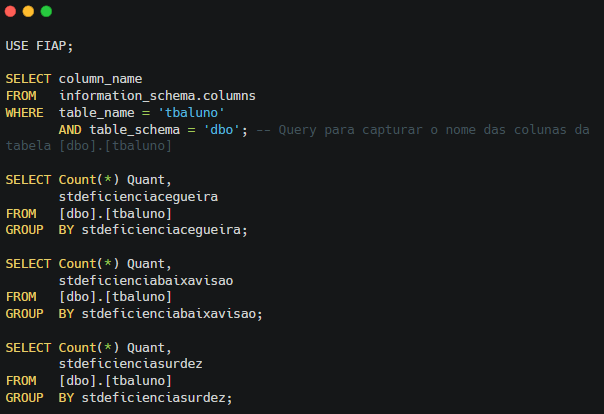 USE FIAP;
SELECT column_name
FROM   information_schema.columns
WHERE  table_name = 'tbaluno'
       AND table_schema = 'dbo'; -- Query para capturar o nome das colunas da
tabela [dbo].[tbaluno]
SELECT Count(*) Quant,
       stdeficienciacegueira
FROM   [dbo].[tbaluno]
GROUP  BY stdeficienciacegueira;
SELECT Count(*) Quant,
       stdeficienciabaixavisao
FROM   [dbo].[tbaluno]
GROUP  BY stdeficienciabaixavisao;
SELECT Count(*) Quant,
       stdeficienciasurdez
FROM   [dbo].[tbaluno]
GROUP  BY stdeficienciasurdez;